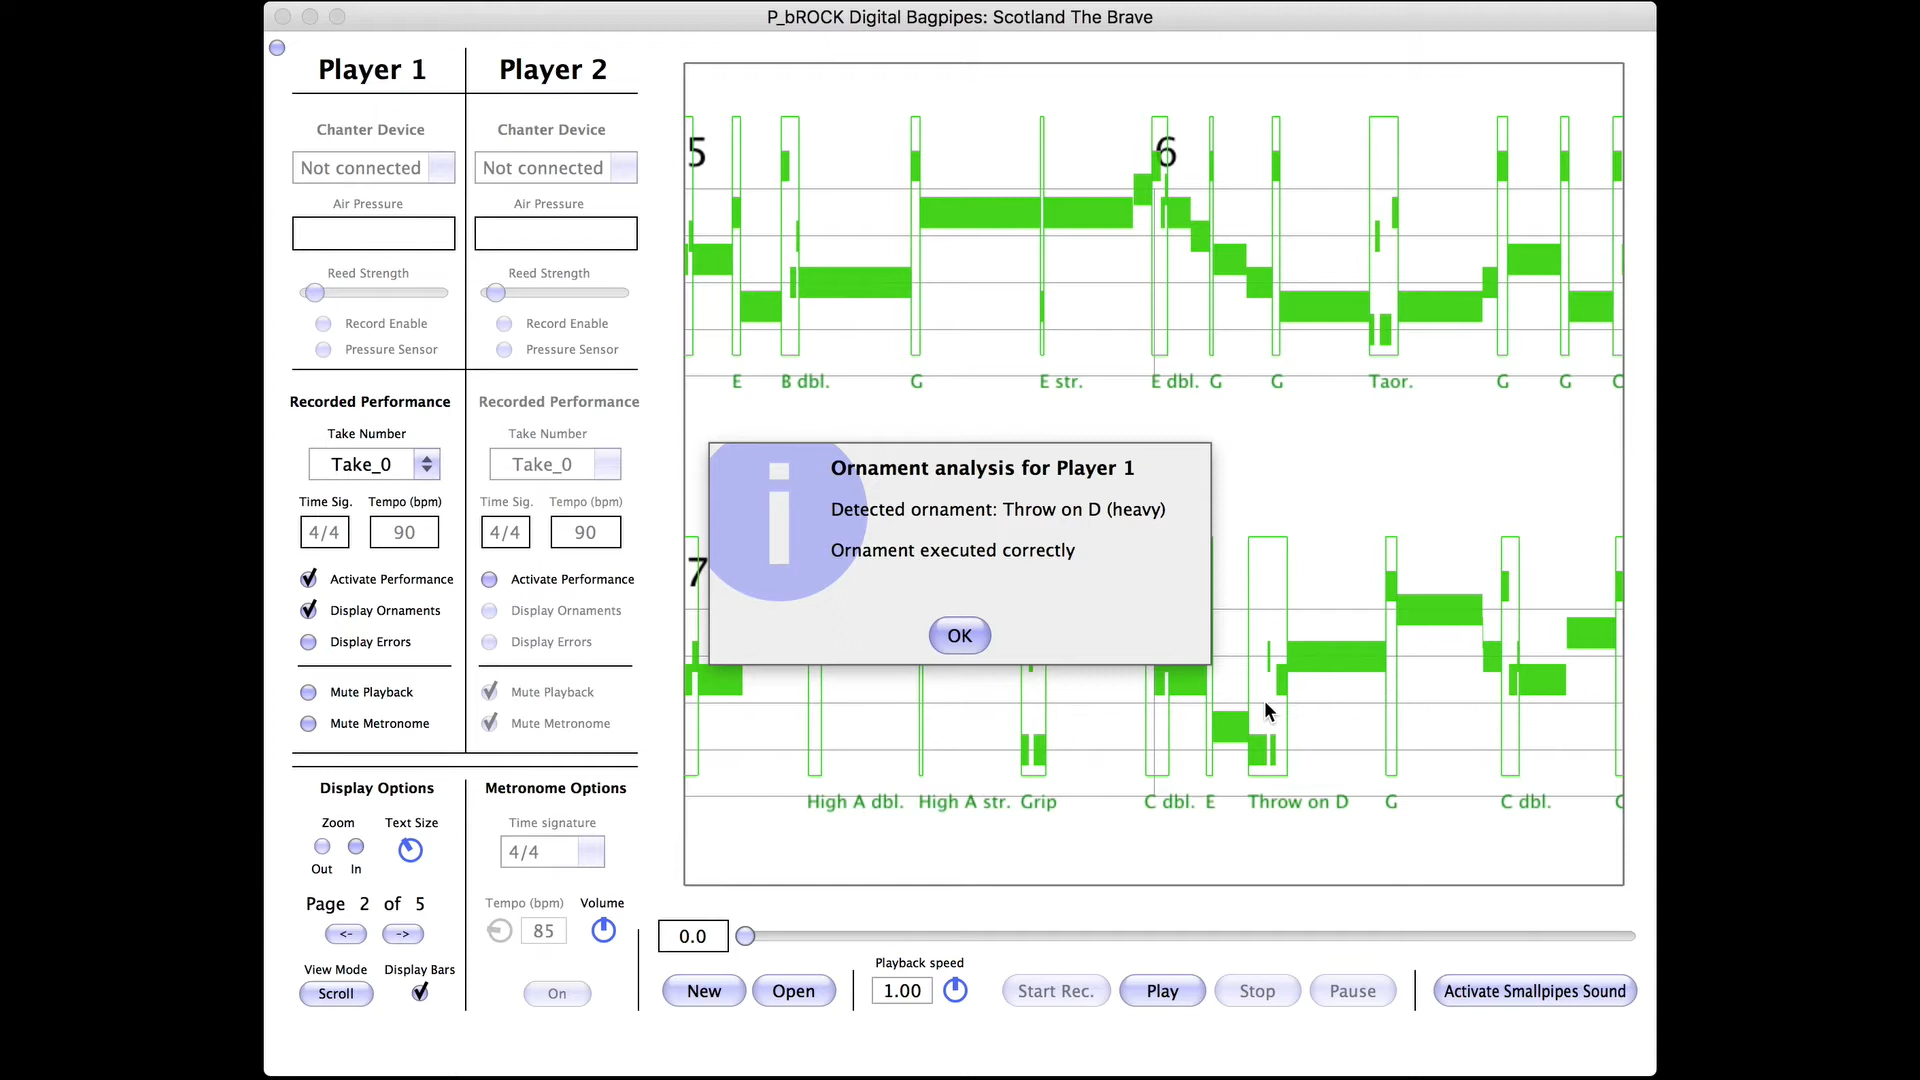 P_bROCK Digital Bagpipes: Scotland The Brave
Player 1
Player 2
Chanter Device
Chanter Device
Not connected
Not connected
Air Pressure
Air Pressure
Reed Strength
Reed Strength
Record Enable
Record Enable
Pressure Sensor
Pressure Sensor
Recorded Performance
Recorded Performance
Take Number
Take Number
Take_0
Take_0
Time Sig.
Tempo (bpm)
Time Sig.
Tempo (bpm)
4/4
90
4/4
90
Activate Performance
Activate Performance
Display Ornaments
Display Ornaments
Display Errors
Display Errors
Mute Playback
Mute Playback
Mute Metronome
Mute Metronome
Display Options
Metronome Options
Zoom
Text Size
Out
In
Time signature
4/4
Page 2 of 5
<-
->
Tempo (bpm)
Volume
85
View Mode
Display Bars
Scroll
On
5
6
E
B dbl.
G
E str.
E dbl.
G
G
Taor.
G
G
Ornament analysis for Player 1
Detected ornament: Throw on D (heavy)
Ornament executed correctly
OK
7
High A dbl.
High A str.
Grip
C dbl.
E
Throw on D
G
C dbl.
0.0
Playback speed
New
Open
1.00
Start Rec.
Play
Stop
Pause
Activate Smallpipes Sound